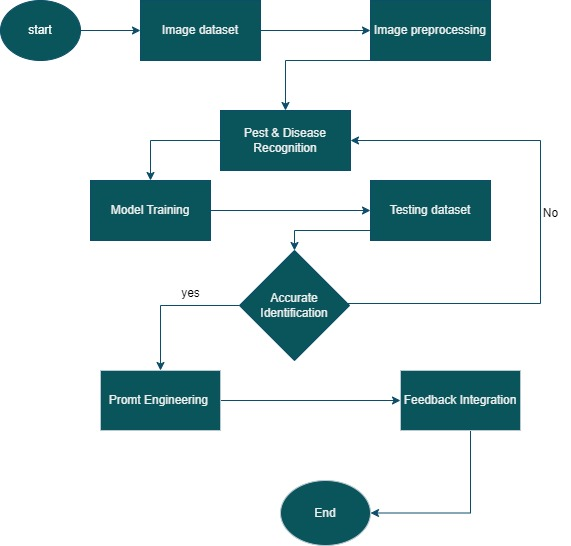 start
Image dataset
Image preprocessing
Pest & Disease
Recognition
Model Training
Testing dataset
No
Accurate
Identification
yes
Promt Engineering
Feedback Integration
End